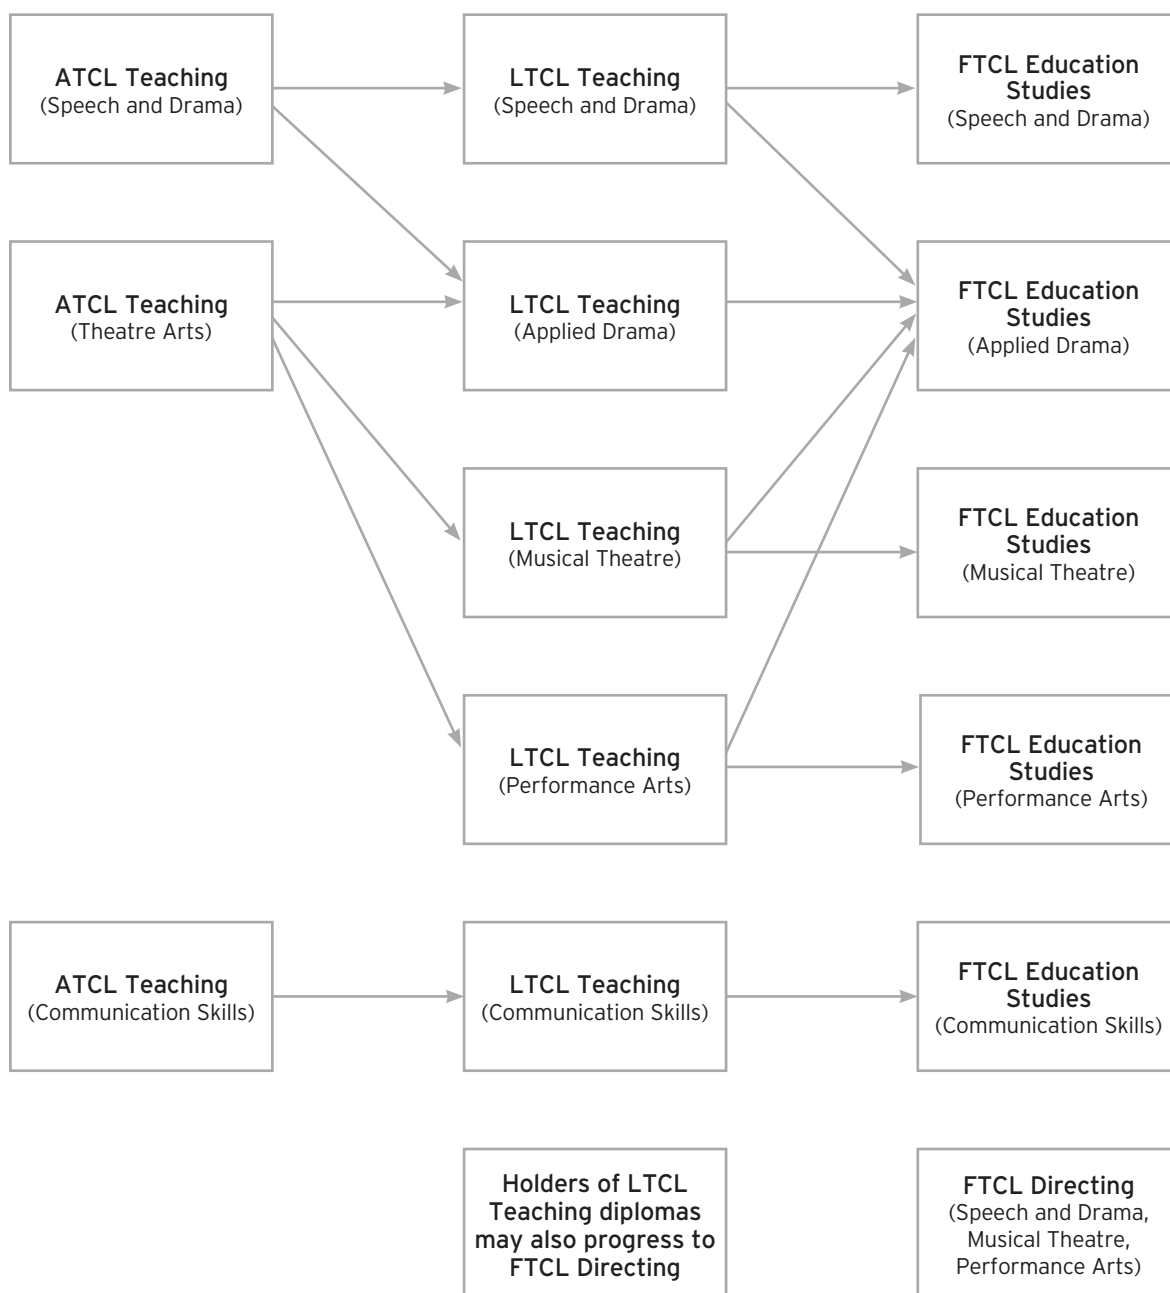 ATCL Teaching
(Speech and Drama)
LTCL Teaching
(Speech and Drama)
FTCL Education
Studies
(Speech and Drama)
ATCL Teaching
(Theatre Arts)
LTCL Teaching
(Applied Drama)
FTCL Education
Studies
(Applied Drama)
LTCL Teaching
(Musical Theatre)
FTCL Education
Studies
(Musical Theatre)
LTCL Teaching
(Performance Arts)
FTCL Education
Studies
(Performance Arts)
ATCL Teaching
(Communication Skills)
LTCL Teaching
(Communication Skills)
FTCL Education
Studies
(Communication Skills)
Holders of LTCL
Teaching diplomas
may also progress to
FTCL Directing
FTCL Directing
(Speech and Drama,
Musical Theatre,
Performance Arts)